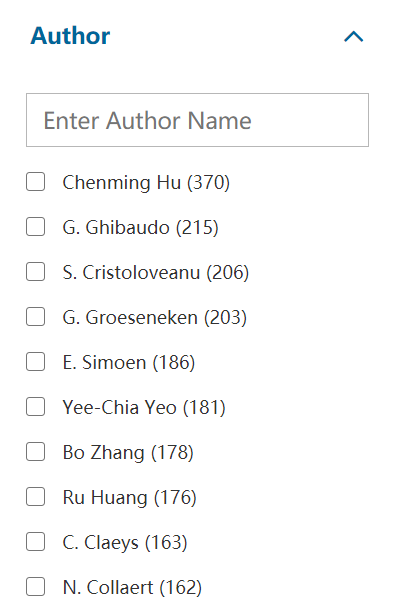 Author
Enter Author Name
Chenming Hu (370)
G. Ghibaudo (215)
S. Cristoloveanu (206)
G. Groeseneken (203)
E. Simoen (186)
Yee-Chia Yeo (181)
Bo Zhang (178)
Ru Huang (176)
C. Claeys (163)
N. Collaert (162)